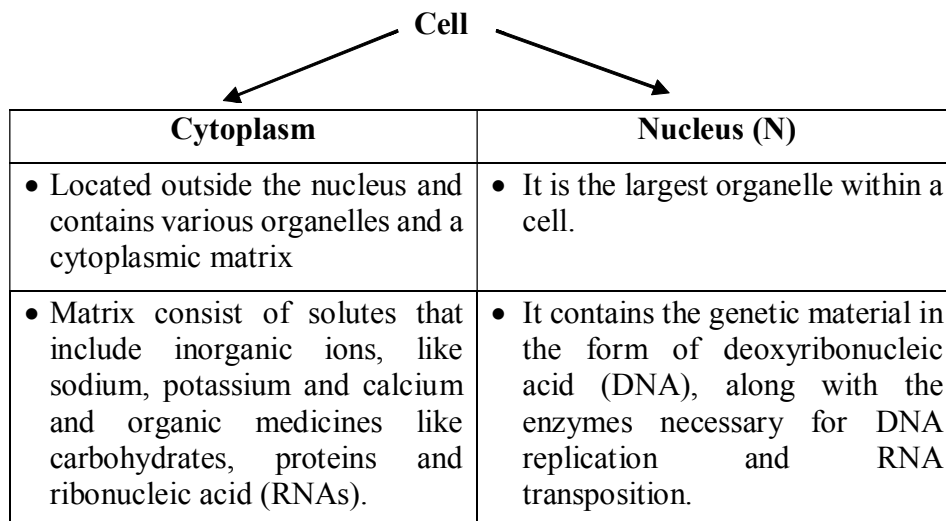 Cell
Cytoplasm
Nucleus (N)
• Located outside the nucleus and
contains various organelles and a
cytoplasmic matrix
• It is the largest organelle within a
cell.
• Matrix consist of solutes that
include inorganic ions, like
sodium, potassium and calcium
and organic medicines like
carbohydrates, proteins and
ribonucleic acid (RNAs).
• It contains the genetic material in
the form of deoxyribonucleic
acid (DNA), along with the
enzymes necessary for DNA
replication and RNA
transposition.